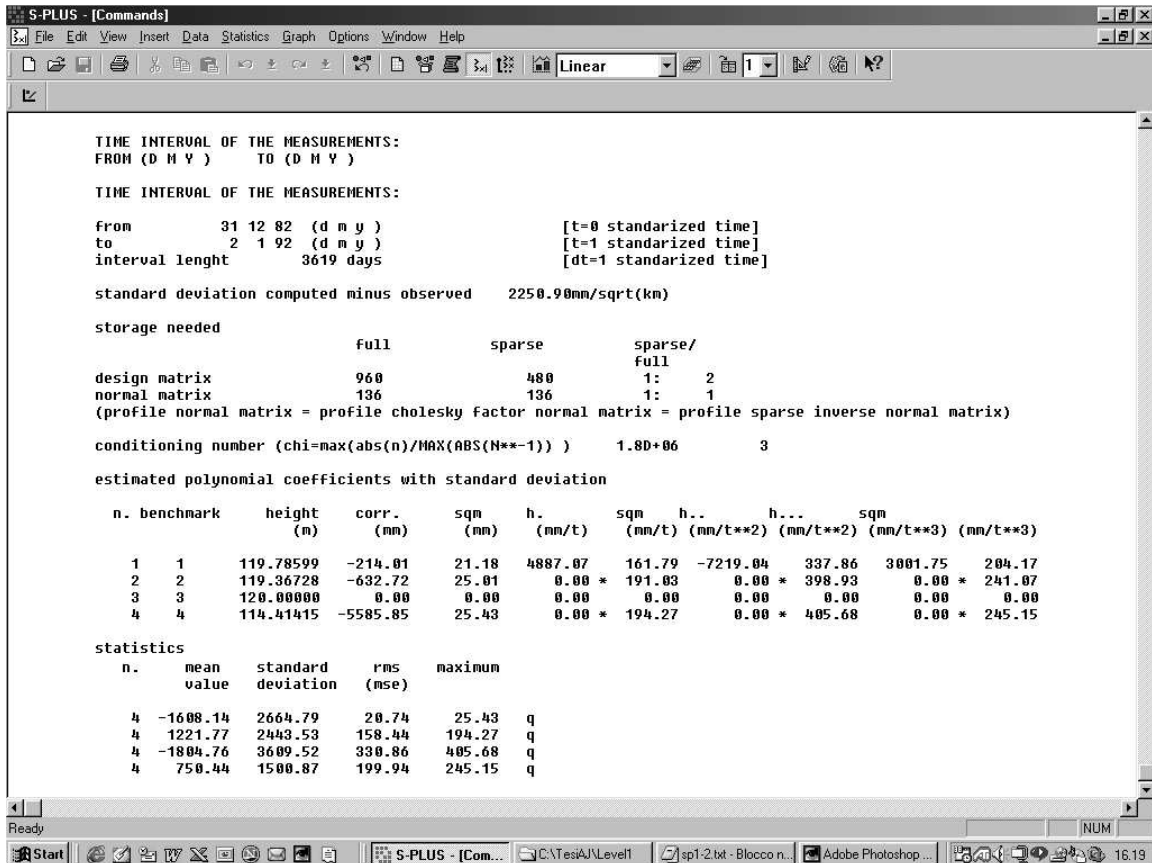 S-PLUS - [Commands]
File Edit View Insert Data Statistics Graph Options Window Help
Linear 1
TIME INTERVAL OF THE MEASUREMENTS:
FROM (D M Y ) TO (D M Y )
TIME INTERVAL OF THE MEASUREMENTS:
from 31 12 82 (d m y ) [t=0 standarized time]
to 2 1 92 (d m y ) [t=1 standarized time]
interval lenght 3619 days [dt=1 standarized time]
standard deviation computed minus observed 2250.90mm/sqrt(km)
storage needed
full sparse sparse/
full
design matrix 960 480 1: 2
normal matrix 136 136 1: 1
(profile normal matrix = profile cholesky factor normal matrix = profile sparse inverse normal matrix)
conditioning number (chi=max(abs(n)/MAX(ABS(N**-1)) ) 1.8D+06 3
estimated polynomial coefficients with standard deviation
n. benchmark height corr. sqm h. sqm h.. h... sqm
(m) (mm) (mm) (mm/t) (mm/t) (mm/t**2) (mm/t**2) (mm/t**3) (mm/t**3)
1 1 119.78599 -214.01 21.18 4887.07 161.79 -7219.04 337.86 3001.75 204.17
2 2 119.36728 -632.72 25.01 0.00 * 191.03 0.00 * 398.93 0.00 * 241.07
3 3 120.00000 0.00 0.00 0.00 0.00 0.00 0.00 0.00 0.00
4 4 114.41415 -5585.85 25.43 0.00 * 194.27 0.00 * 405.68 0.00 * 245.15
statistics
n. mean standard rms maximum
value deviation (mse)
4 -1608.14 2664.79 20.74 25.43 q
4 1221.77 2443.53 158.44 194.27 q
4 -1804.76 3609.52 330.86 405.68 q
4 750.44 1500.87 199.94 245.15 q
Ready NUM
Start S-PLUS - [Com... C:\TesiAJ\Level1 sp1-2.txt - Blocco n... Adobe Photoshop ... 16.19